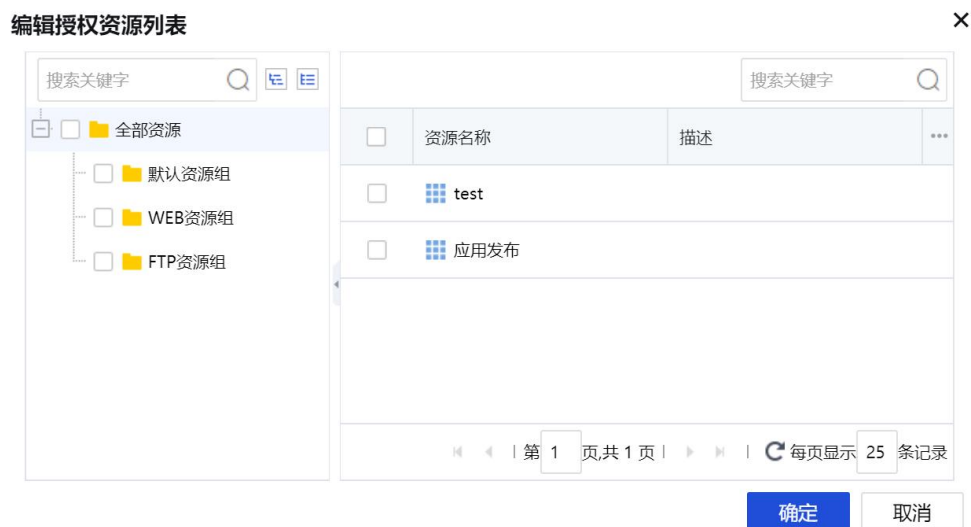 编辑授权资源列表
搜索关键字
搜索关键字
全部资源
默认资源组
WEB资源组
FTP资源组
资源名称 描述
test
应用发布
第 1 页,共 1 页 每页显示 25 条记录
确定 取消